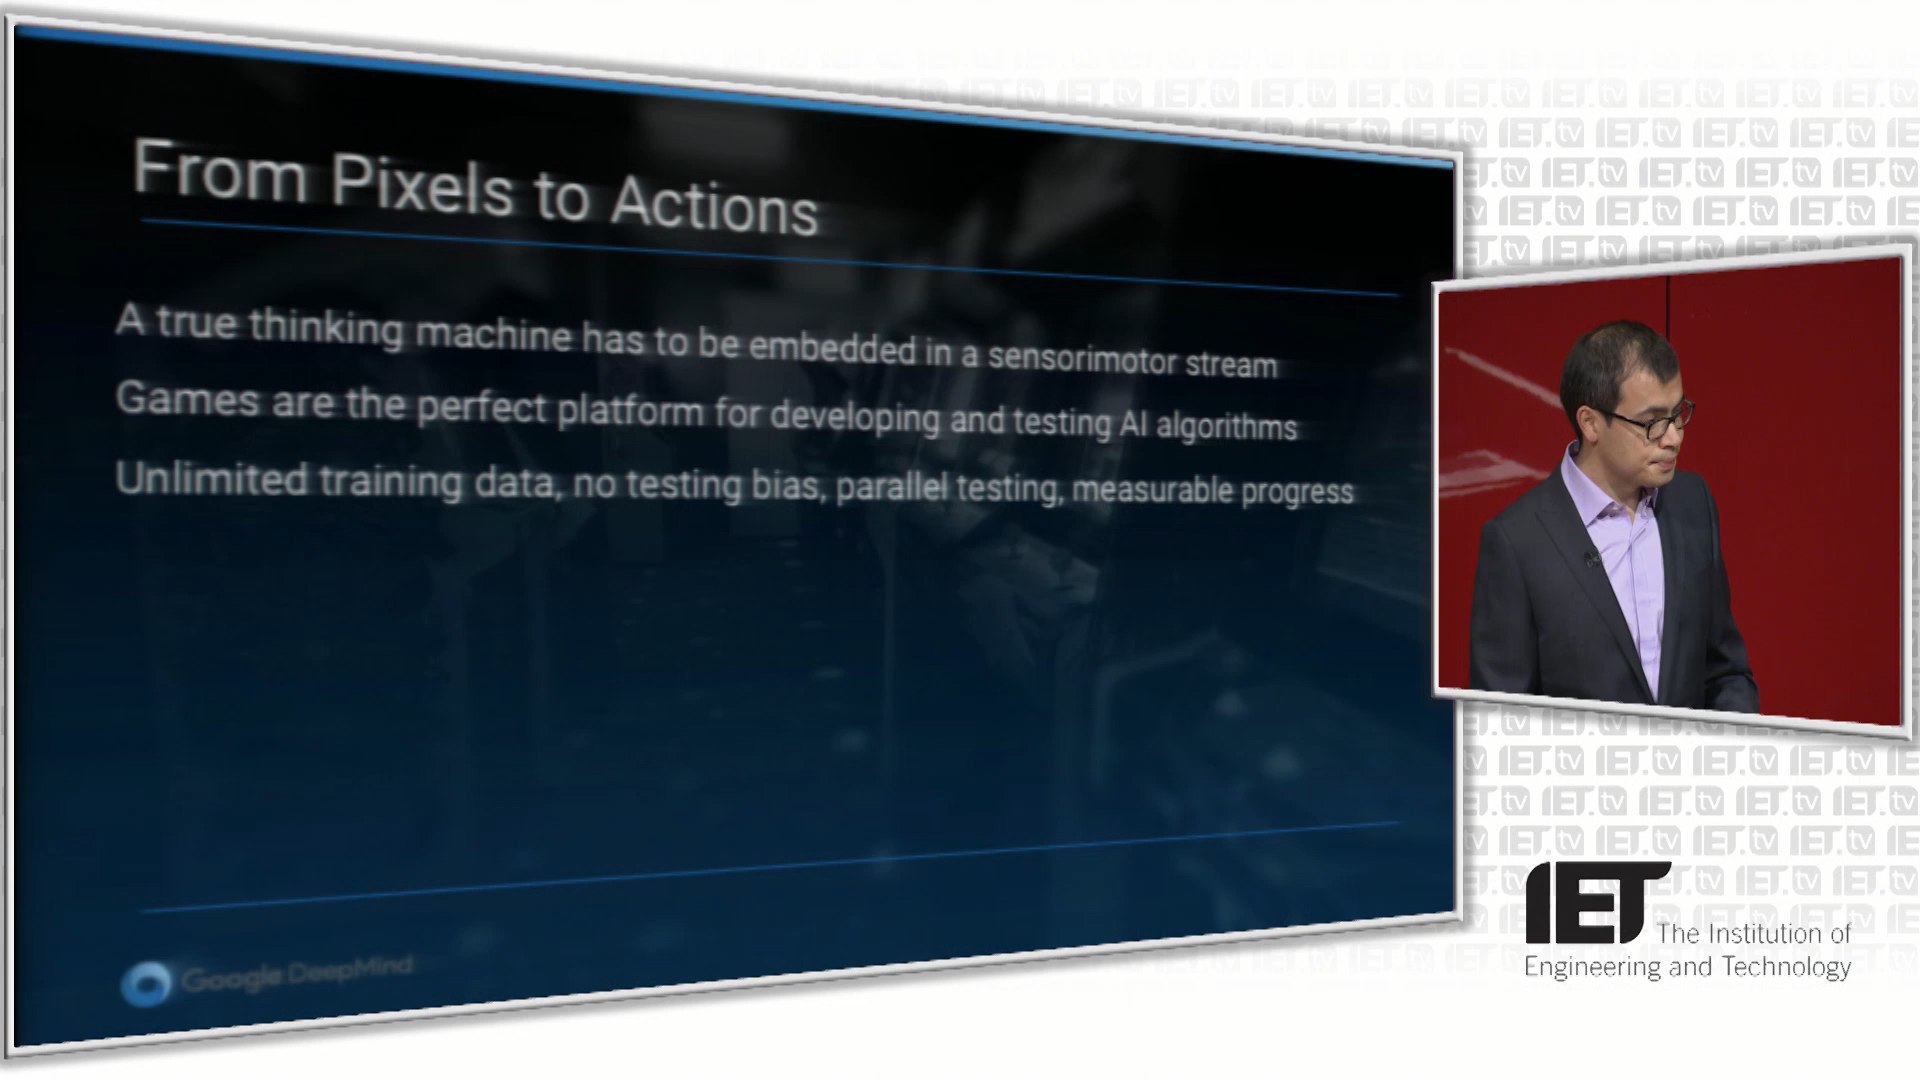 From Pixels to Actions
A true thinking machine has to be embedded in a sensorimotor stream
Games are the perfect platform for developing and testing AI algorithms
Unlimited training data, no testing bias, parallel testing, measurable progress
Google DeepMind
IET The Institution of
Engineering and Technology
IET.tv